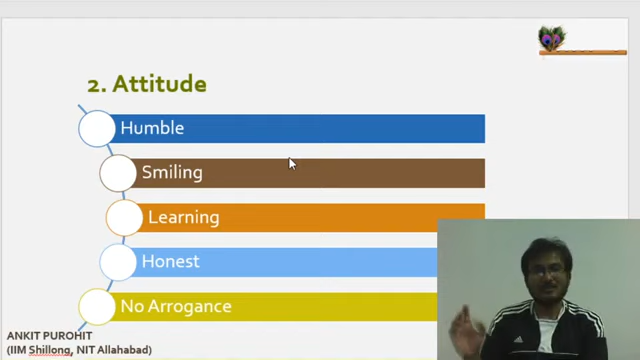 2. Attitude
Humble
Smiling
Learning
Honest
No Arrogance
ANKIT PUROHIT
(IIM Shillong, NIT Allahabad)